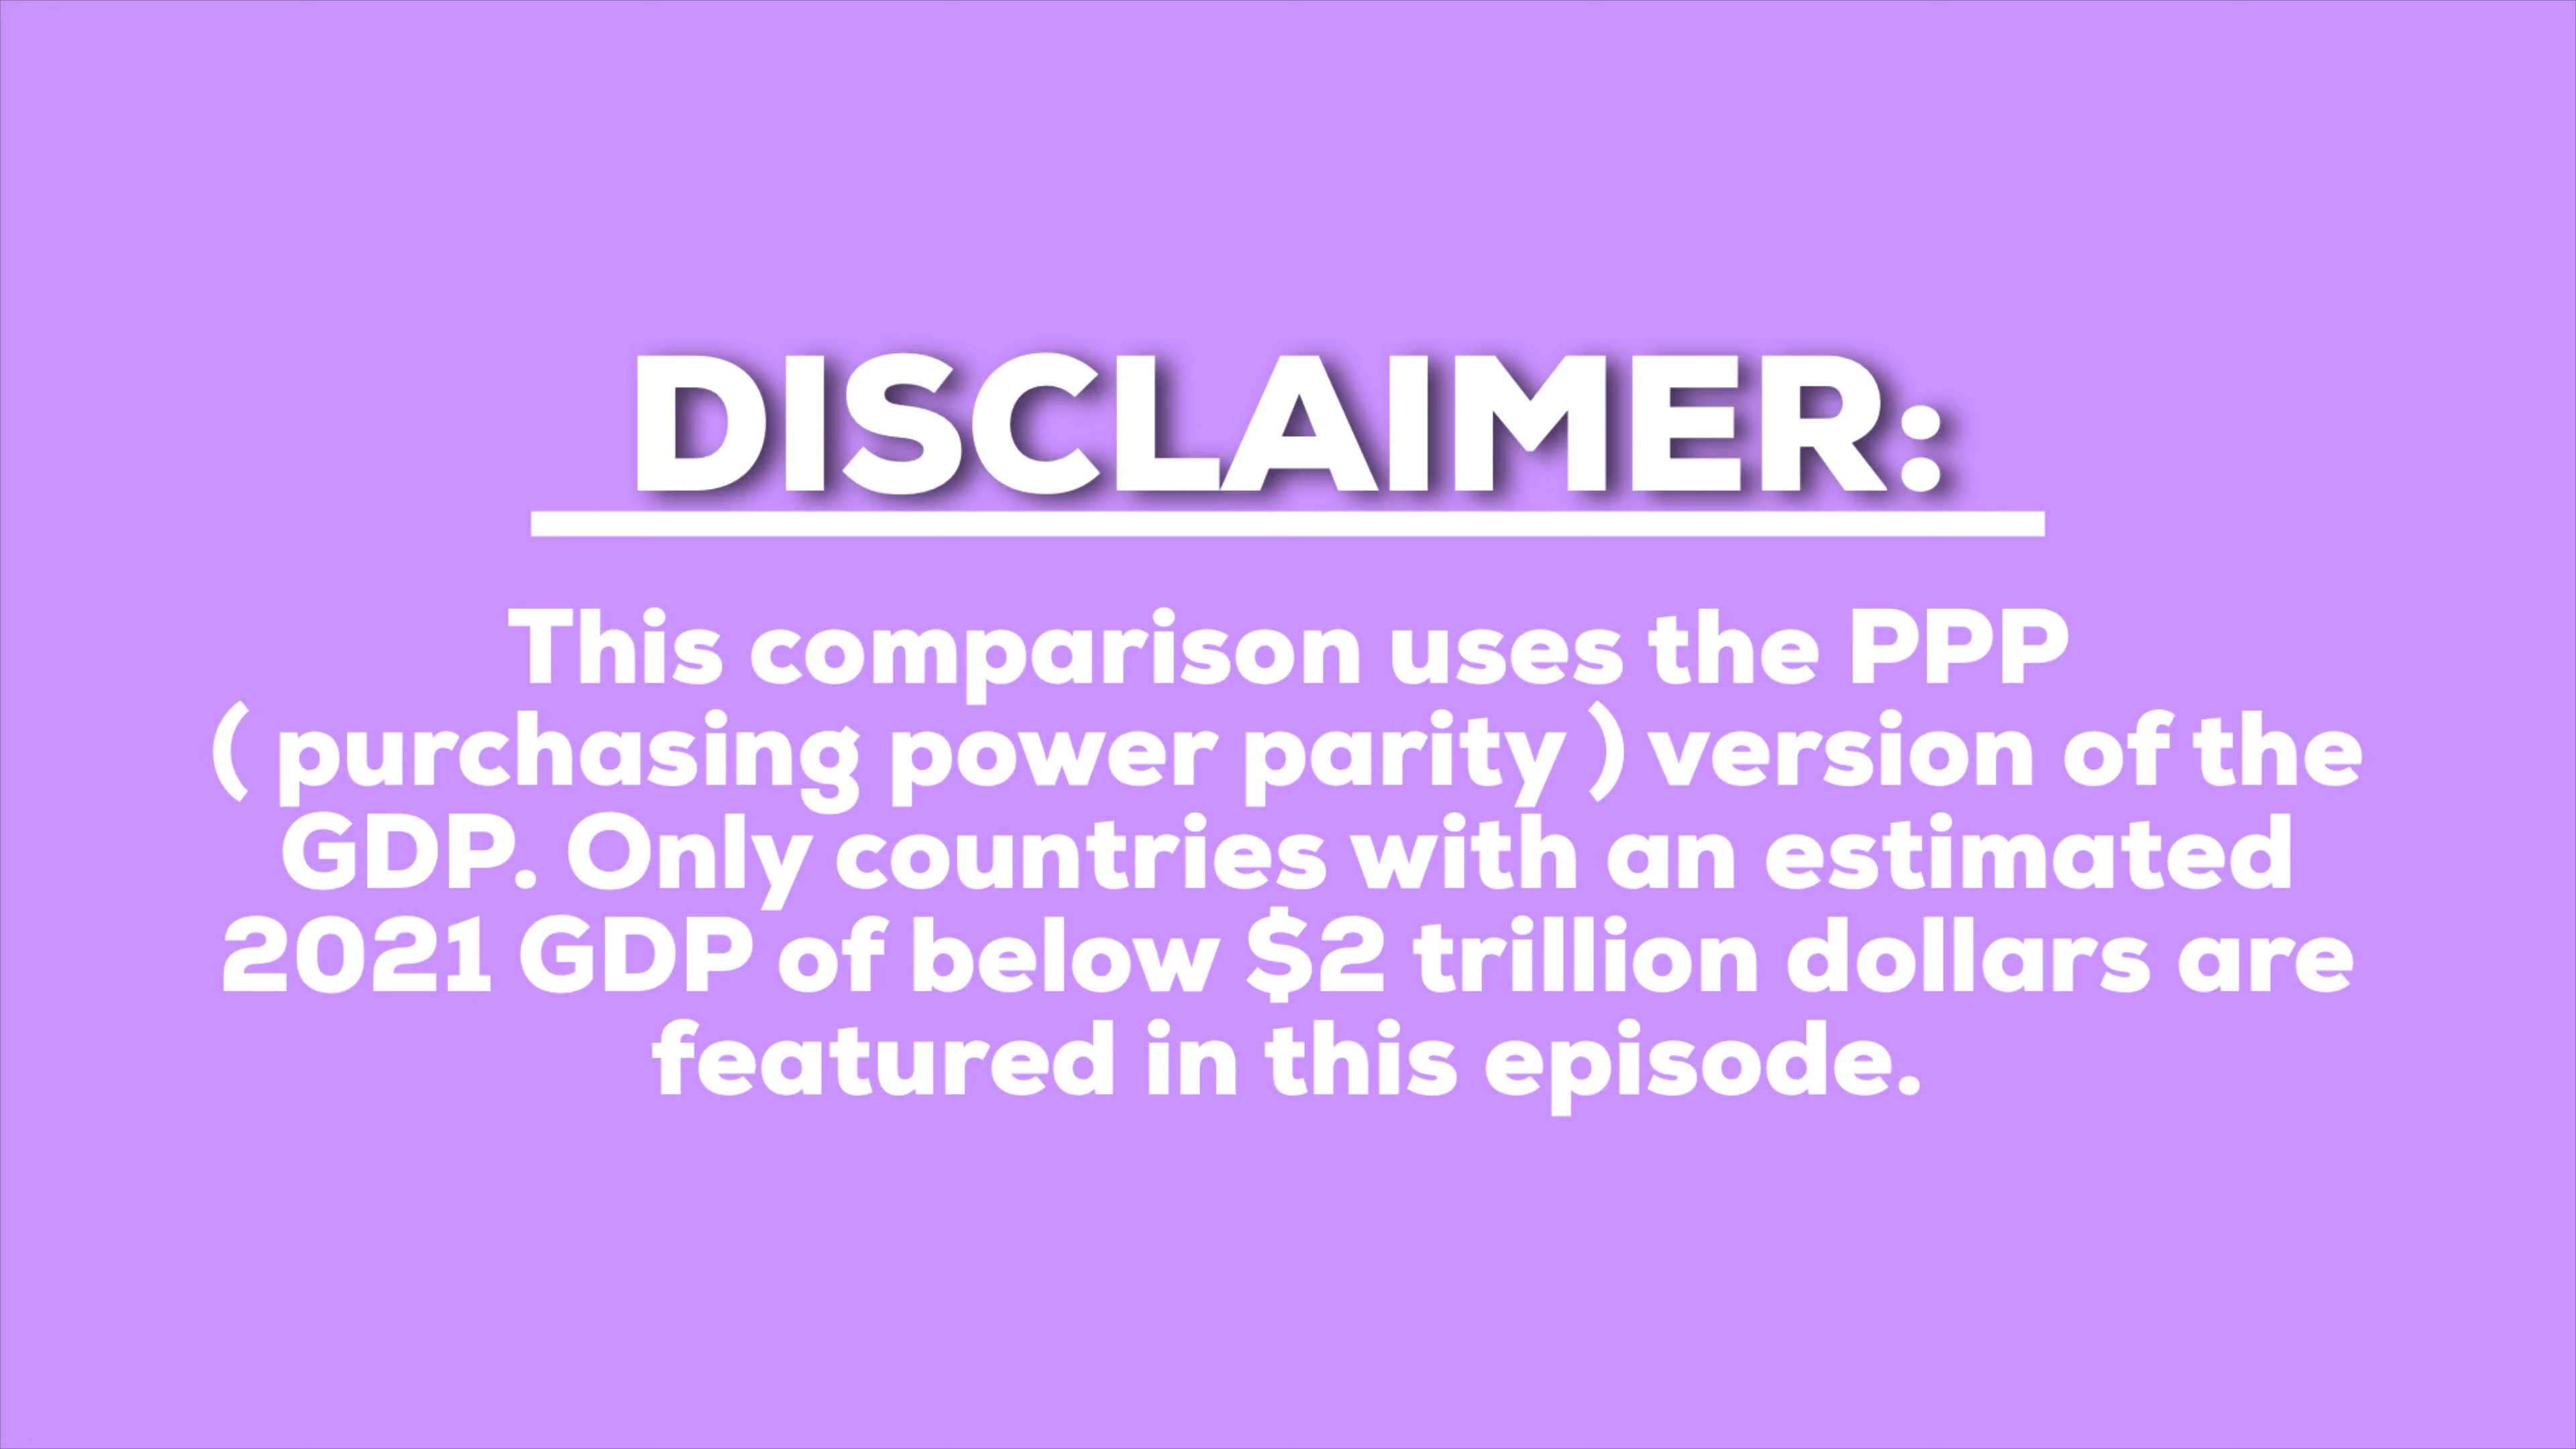 DISCLAIMER:
This comparison uses the PPP
( purchasing power parity ) version of the
GDP. Only countries with an estimated
2021 GDP of below $2 trillion dollars are
featured in this episode.